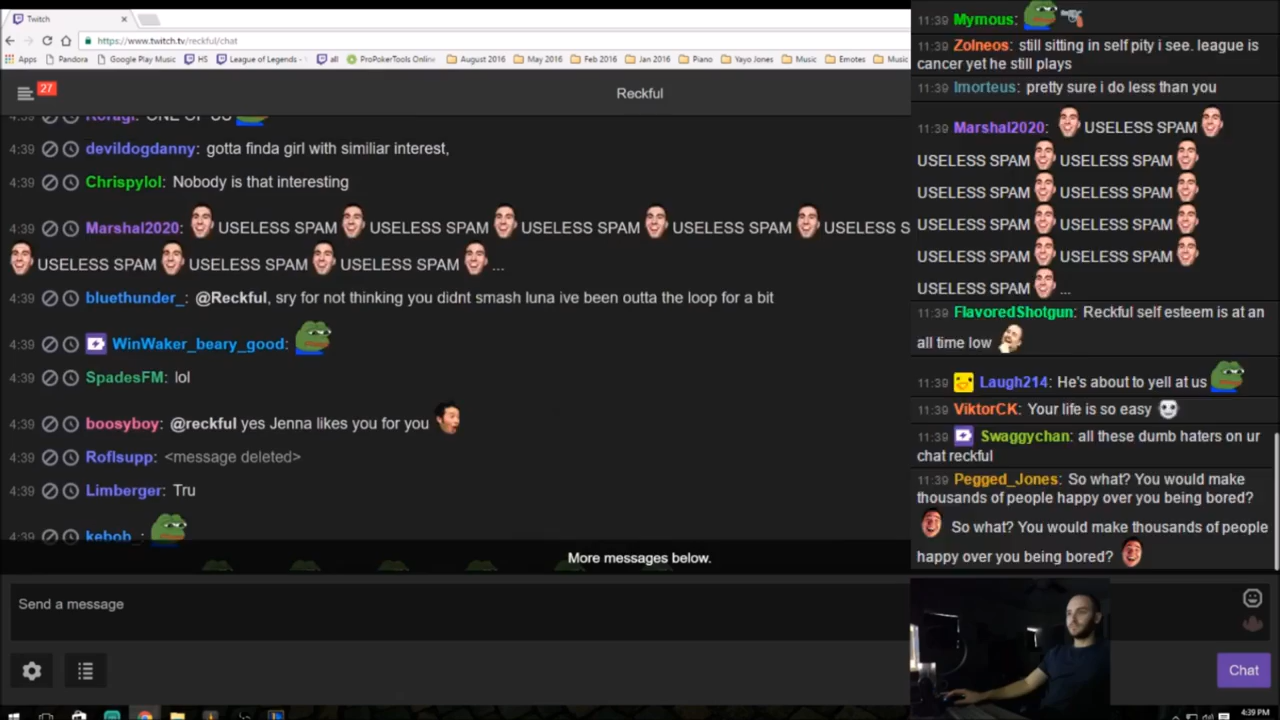 Twitch
https://www.twitch.tv/reckful/chat
Apps Pandora Google Play Music HS League of Legends - all ProPokerTools Online August 2016 May 2016 Feb 2016 Jan 2016 Piano Yayo Jones Music Emotes Music
27
Reckful
Koragi: ONE OF US
4:39 devildogdanny: gotta finda girl with similiar interest,
4:39 Chrispylol: Nobody is that interesting
4:39 Marshal2020: USELESS SPAM USELESS SPAM USELESS SPAM USELESS SPAM USELESS S
USELESS SPAM USELESS SPAM USELESS SPAM ...
4:39 bluethunder_: @Reckful, sry for not thinking you didnt smash luna ive been outta the loop for a bit
4:39 WinWaker_beary_good:
4:39 SpadesFM: lol
4:39 boosyboy: @reckful yes Jenna likes you for you
4:39 Roflsupp: <message deleted>
4:39 Limberger: Tru
4:39 kebob_:
More messages below.
Send a message
Chat
4:39 PM
11:39 Mymous:
11:39 Zolneos: still sitting in self pity i see. league is
cancer yet he still plays
11:39 Imorteus: pretty sure i do less than you
11:39 Marshal2020: USELESS SPAM
USELESS SPAM USELESS SPAM
USELESS SPAM USELESS SPAM
USELESS SPAM USELESS SPAM
USELESS SPAM USELESS SPAM
USELESS SPAM ...
11:39 FlavoredShotgun: Reckful self esteem is at an
all time low
11:39 Laugh214: He's about to yell at us
11:39 ViktorCK: Your life is so easy
11:39 Swaggychan: all these dumb haters on ur
chat reckful
11:39 Pegged_Jones: So what? You would make
thousands of people happy over you being bored?
So what? You would make thousands of people
happy over you being bored?